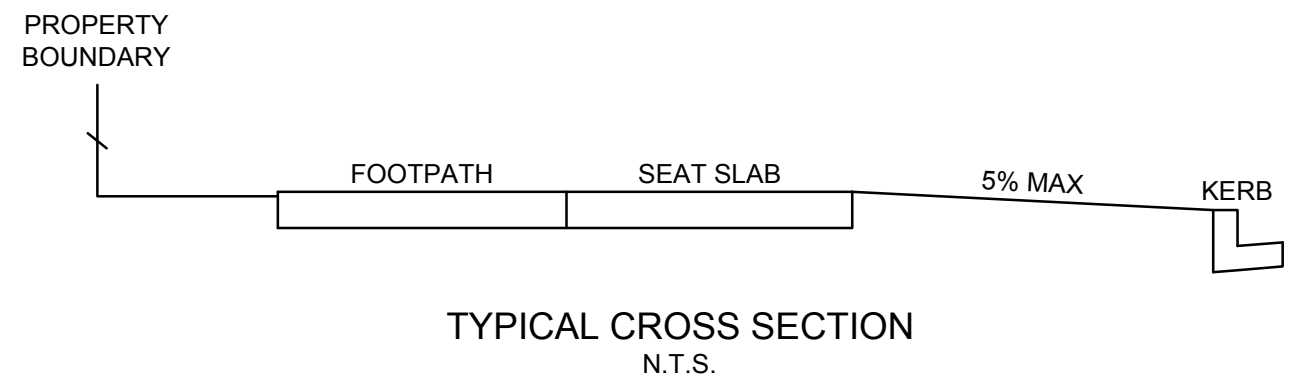 PROPERTY
BOUNDARY
FOOTPATH
SEAT SLAB
5% MAX
KERB
TYPICAL CROSS SECTION
N.T.S.